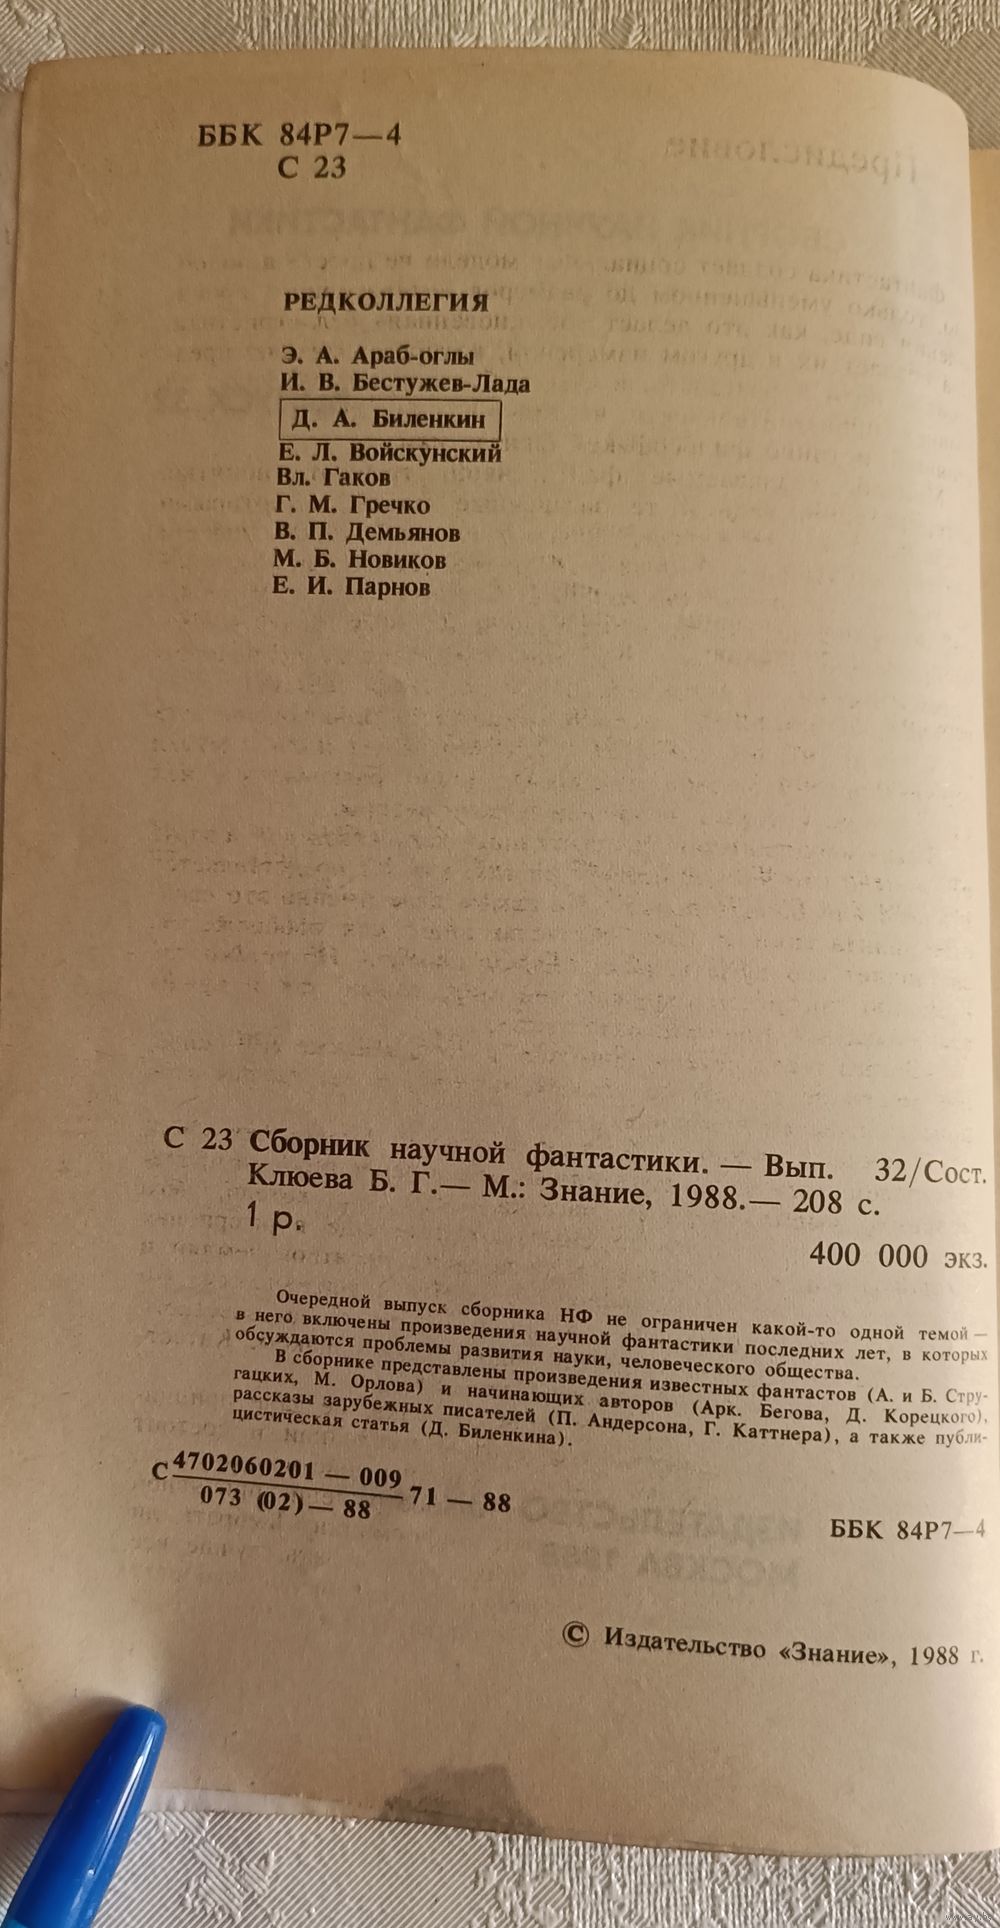 ББК 84Р7—4
С 23
РЕДКОЛЛЕГИЯ
Э. А. Араб-оглы
И. В. Бестужев-Лада
Д. А. Биленкин
Е. Л. Войскунский
Вл. Гаков
Г. М. Гречко
В. П. Демьянов
М. Б. Новиков
Е. И. Парнов
С 23 Сборник научной фантастики. — Вып. 32/Сост.
Клюева Б. Г.— М.: Знание, 1988.— 208 с.
1 р.
400 000 экз.
Очередной выпуск сборника НФ не ограничен какой-то одной темой —
в него включены произведения научной фантастики последних лет, в которых
обсуждаются проблемы развития науки, человеческого общества.
В сборнике представлены произведения известных фантастов (А. и Б. Стру-
гацких, М. Орлова) и начинающих авторов (Арк. Бегова, Д. Корецкого),
рассказы зарубежных писателей (П. Андерсона, Г. Каттнера), а также публи-
цистическая статья (Д. Биленкина).
С 4702060201 — 009 71 — 88
073 (02) — 88
ББК 84Р7—4
© Издательство «Знание», 1988 г.